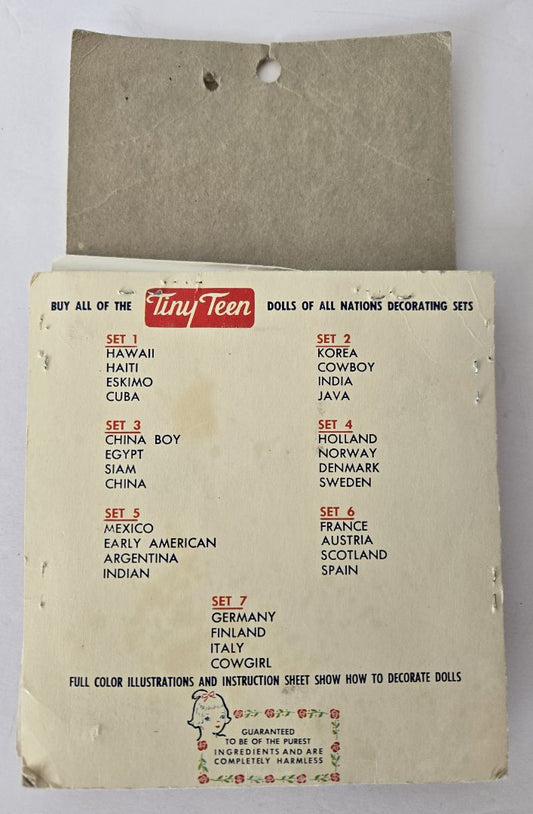 BUY ALL OF THE Tiny Teen DOLLS OF ALL NATIONS DECORATING SETS
SET 1
HAWAII
HAITI
ESKIMO
CUBA
SET 2
KOREA
COWBOY
INDIA
JAVA
SET 3
CHINA BOY
EGYPT
SIAM
CHINA
SET 4
HOLLAND
NORWAY
DENMARK
SWEDEN
SET 5
MEXICO
EARLY AMERICAN
ARGENTINA
INDIAN
SET 6
FRANCE
AUSTRIA
SCOTLAND
SPAIN
SET 7
GERMANY
FINLAND
ITALY
COWGIRL
FULL COLOR ILLUSTRATIONS AND INSTRUCTION SHEET SHOW HOW TO DECORATE DOLLS
GUARANTEED
TO BE OF THE PUREST
INGREDIENTS AND ARE
COMPLETELY HARMLESS